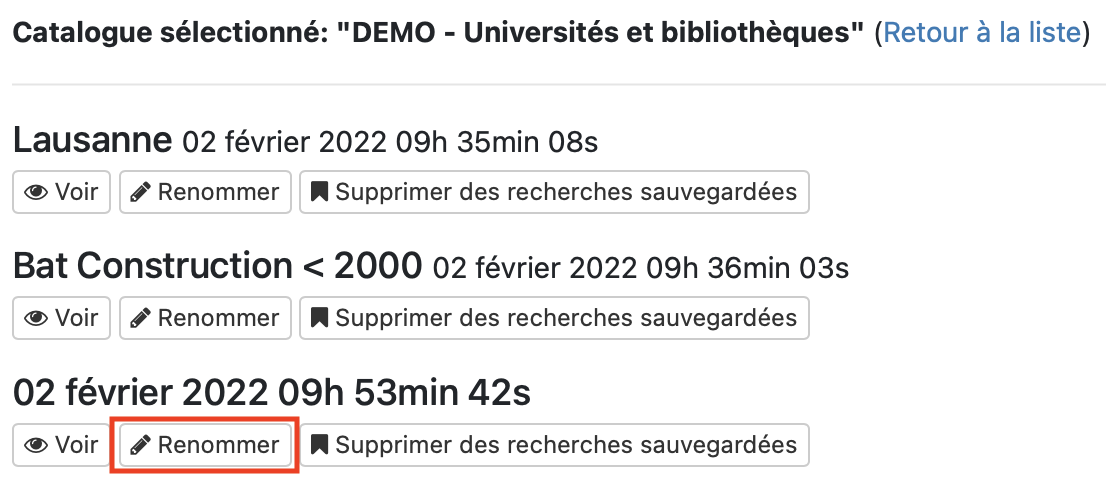 Catalogue sélectionné: "DEMO - Universités et bibliothèques" (Retour à la liste)
Lausanne 02 février 2022 09h 35min 08s
Voir Renommer Supprimer des recherches sauvegardées
Bat Construction < 2000 02 février 2022 09h 36min 03s
Voir Renommer Supprimer des recherches sauvegardées
02 février 2022 09h 53min 42s
Voir Renommer Supprimer des recherches sauvegardées